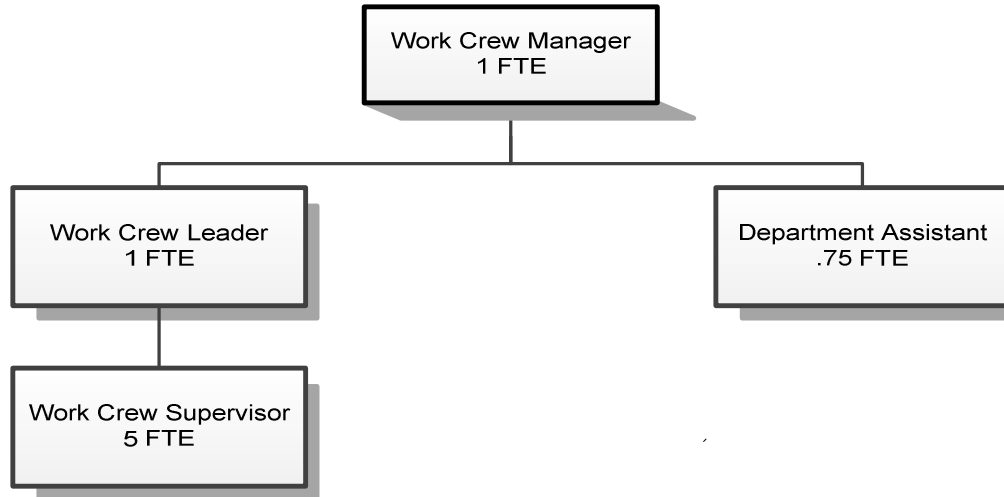 Work Crew Manager
1 FTE
Work Crew Leader
1 FTE
Department Assistant
.75 FTE
Work Crew Supervisor
5 FTE